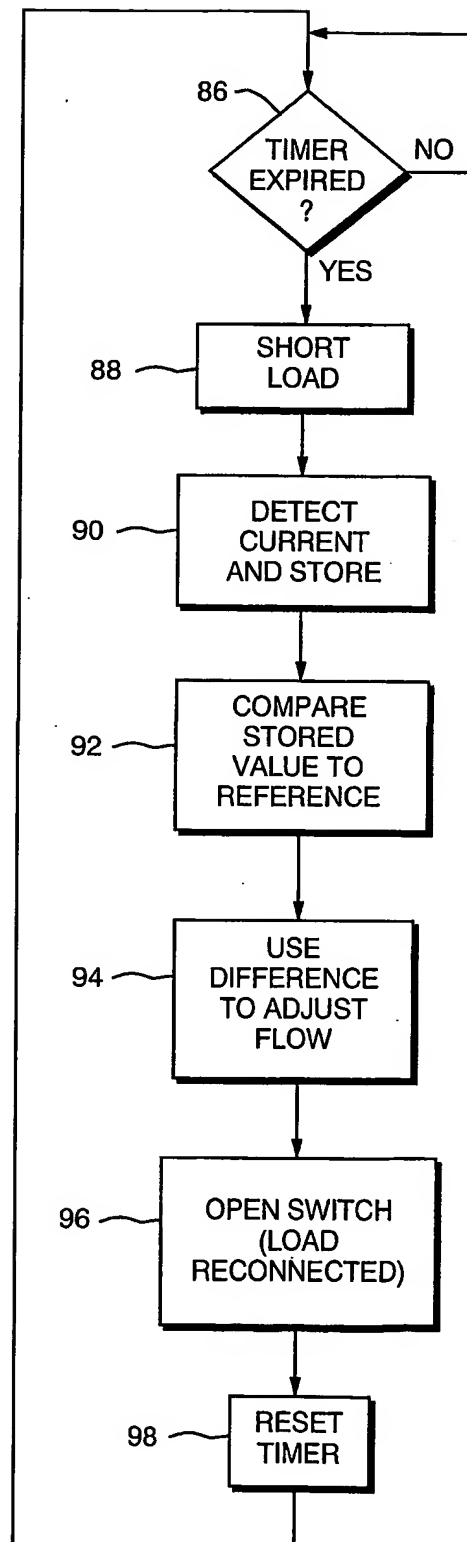 86
TIMER
EXPIRED
?
NO
YES
88
SHORT
LOAD
90
DETECT
CURRENT
AND STORE
92
COMPARE
STORED
VALUE TO
REFERENCE
94
USE
DIFFERENCE
TO ADJUST
FLOW
96
OPEN SWITCH
(LOAD
RECONNECTED)
98
RESET
TIMER